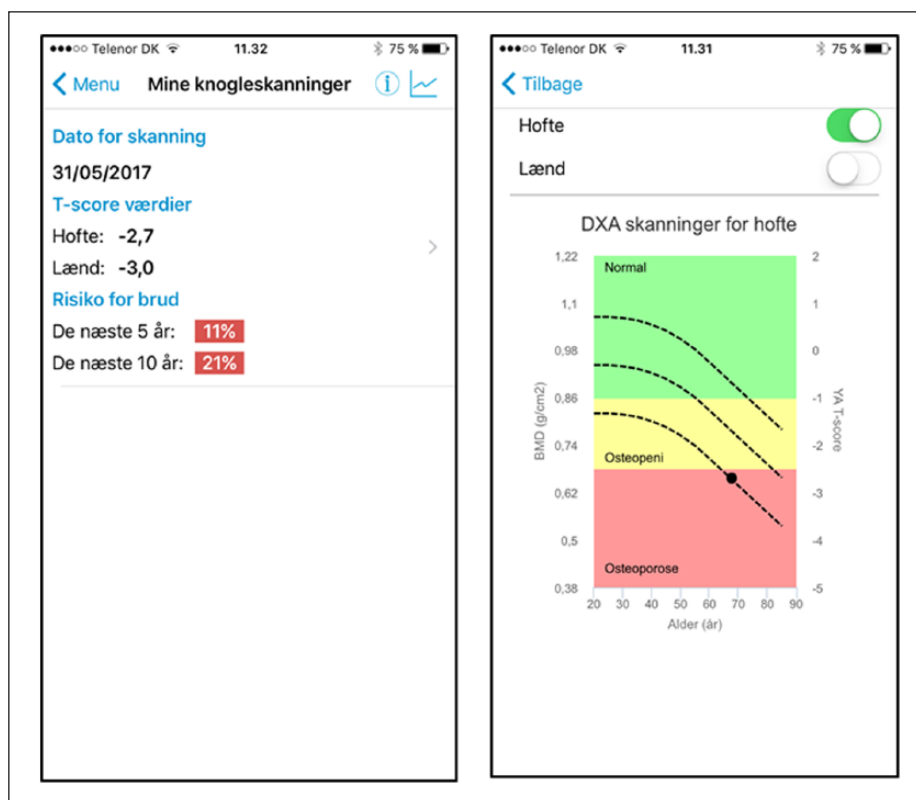 Telenor DK 11.32 75 %
Menu Mine knogleskanninger i
Dato for skanning
31/05/2017
T-score værdier
Hofte: -2,7
Lænd: -3,0
Risiko for brud
De næste 5 år: 11%
De næste 10 år: 21%
Telenor DK 11.31 75 %
Tilbage
Hofte
Lænd
DXA skanninger for hofte
1,22
1,1
0,98
0,86
0,74
0,62
0,5
0,38
BMD (g/cm2)
Normal
Osteopeni
Osteoporose
2
1
0
-1
-2
-3
-4
-5
YA T-score
20 30 40 50 60 70 80 90
Alder (år)